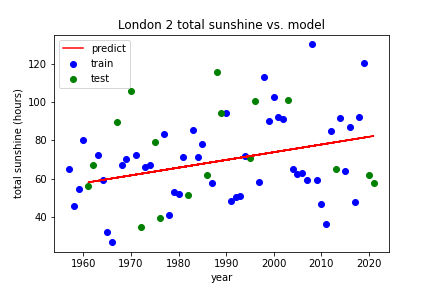 London 2 total sunshine vs. model
predict
train
test
total sunshine (hours)
120
100
80
60
40
1960
1970
1980
1990
2000
2010
2020
year